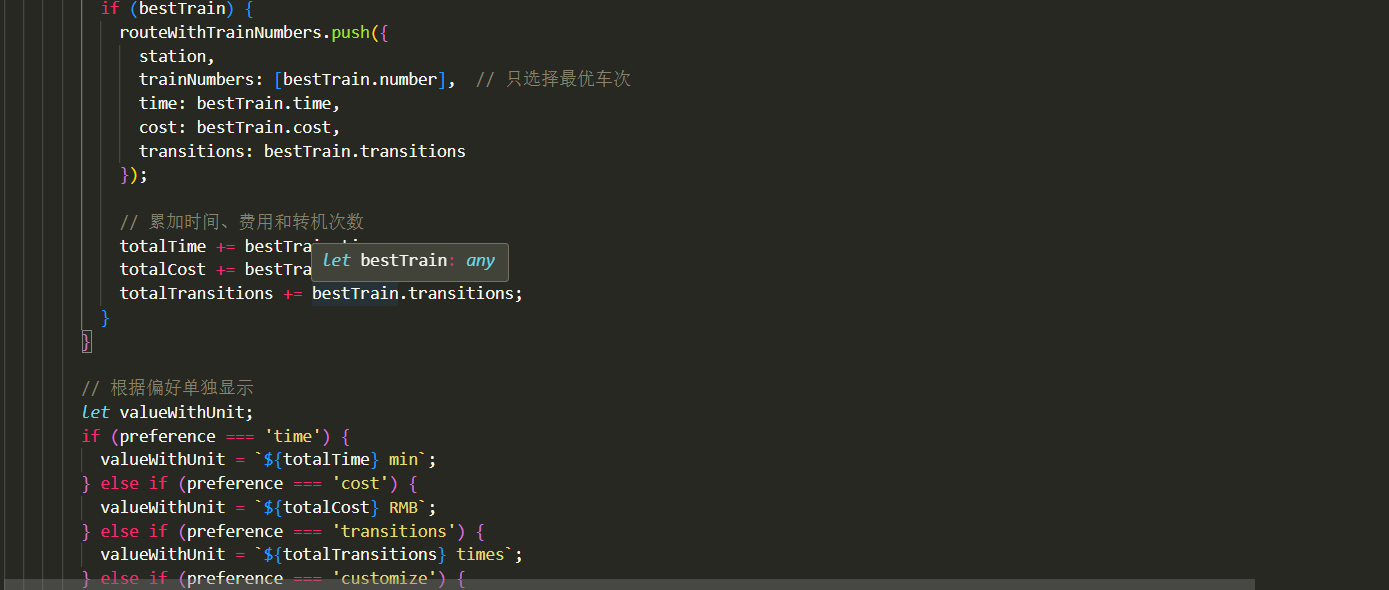 if (bestTrain) {
routeWithTrainNumbers.push({
station,
trainNumbers: [bestTrain.number],  // 只选择最优车次
time: bestTrain.time,
cost: bestTrain.cost,
transitions: bestTrain.transitions
});
// 累加时间、费用和转机次数
totalTime += bestTrai
let bestTrain: any
totalCost += bestTra
totalTransitions += bestTrain.transitions;
}
}
// 根据偏好单独显示
let valueWithUnit;
if (preference === 'time') {
valueWithUnit = `${totalTime} min`;
} else if (preference === 'cost') {
valueWithUnit = `${totalCost} RMB`;
} else if (preference === 'transitions') {
valueWithUnit = `${totalTransitions} times`;
} else if (preference === 'customize') {